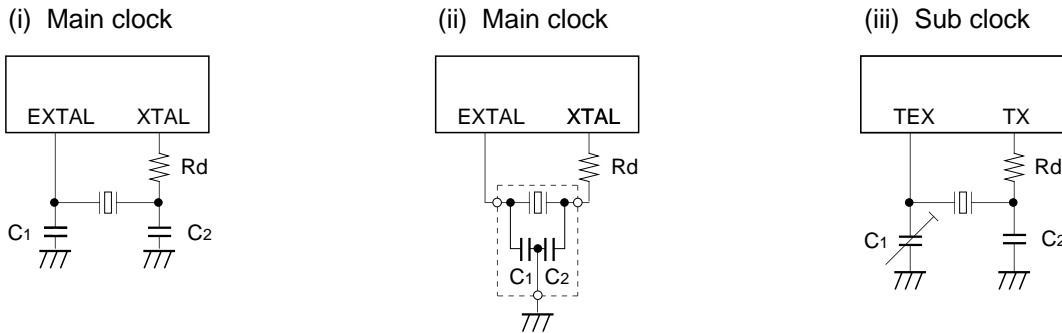 (i) Main clock
EXTAL XTAL
Rd
C1 C2
(ii) Main clock
EXTAL XTAL
Rd
C1 C2
(iii) Sub clock
TEX TX
Rd
C1 C2